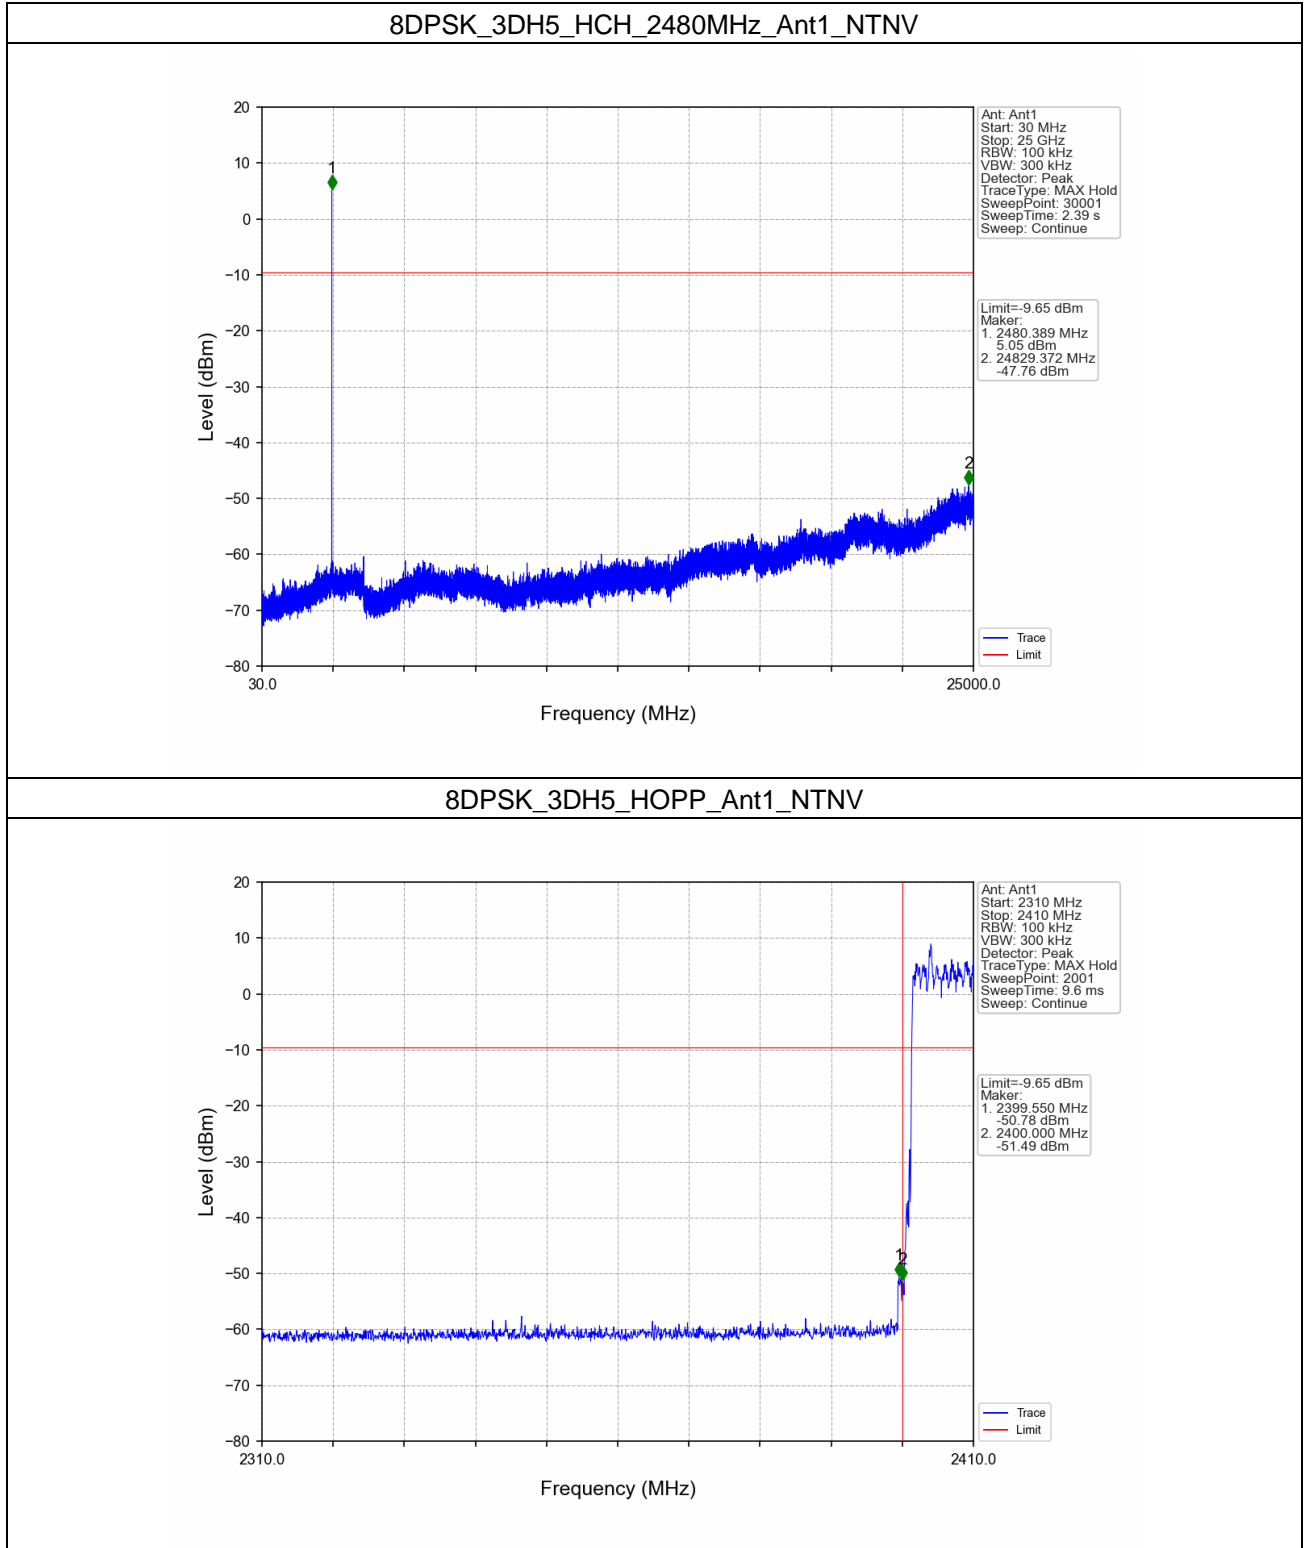 8DPSK_3DH5_HCH_2480MHz_Ant1_NTNV
20
10
0
−10
−20
−30
−40
−50
−60
−70
−80
Level (dBm)
1
2
30.0
25000.0
Frequency (MHz)
Ant: Ant1
Start: 30 MHz
Stop: 25 GHz
RBW: 100 kHz
VBW: 300 kHz
Detector: Peak
TraceType: MAX Hold
SweepPoint: 30001
SweepTime: 2.39 s
Sweep: Continue
Limit=-9.65 dBm
Maker:
1. 2480.389 MHz
5.05 dBm
2. 24829.372 MHz
-47.76 dBm
Trace
Limit
8DPSK_3DH5_HOPP_Ant1_NTNV
20
10
0
−10
−20
−30
−40
−50
−60
−70
−80
Level (dBm)
1
2
2310.0
2410.0
Frequency (MHz)
Ant: Ant1
Start: 2310 MHz
Stop: 2410 MHz
RBW: 100 kHz
VBW: 300 kHz
Detector: Peak
TraceType: MAX Hold
SweepPoint: 2001
SweepTime: 9.6 ms
Sweep: Continue
Limit=-9.65 dBm
Maker:
1. 2399.550 MHz
-50.78 dBm
2. 2400.000 MHz
-51.49 dBm
Trace
Limit